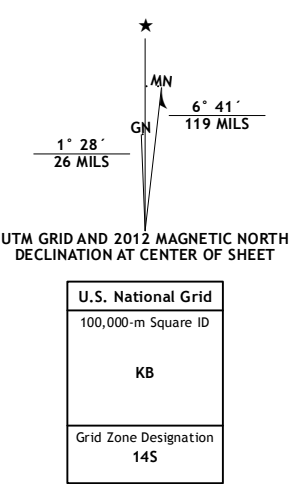 ★
MN
6° 41´
119 MILS
GN
1° 28´
26 MILS
UTM GRID AND 2012 MAGNETIC NORTH
DECLINATION AT CENTER OF SHEET
U.S. National Grid
100,000-m Square ID
KB
Grid Zone Designation
14S